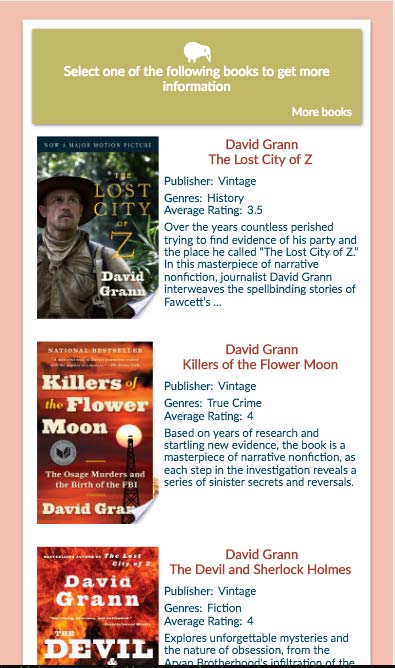 Select one of the following books to get more
information
More books
NOW A MAJOR MOTION PICTURE
THE
LOST
CITY
OF
Z
David
Grann
David Grann
The Lost City of Z
Publisher: Vintage
Genres: History
Average Rating: 3.5
Over the years countless perished
trying to find evidence of his party and
the place he called “The Lost City of Z.”
In this masterpiece of narrative
nonfiction, journalist David Grann
interweaves the spellbinding stories of
Fawcett’s ...
NATIONAL BESTSELLER
Killers of
the Flower
Moon
The Osage Murders and
the Birth of the FBI
David Gran
David Grann
Killers of the Flower Moon
Publisher: Vintage
Genres: True Crime
Average Rating: 4
Based on years of research and
startling new evidence, the book is a
masterpiece of narrative nonfiction, as
each step in the investigation reveals a
series of sinister secrets and reversals.
BESTSELLING AUTHOR OF The Lost
City of Z
David
Grann
THE
DEVIL
David Grann
The Devil and Sherlock Holmes
Publisher: Vintage
Genres: Fiction
Average Rating: 4
Explores unforgettable mysteries and
the nature of obsession, from the
Aryan Brotherhood’s infiltration of the